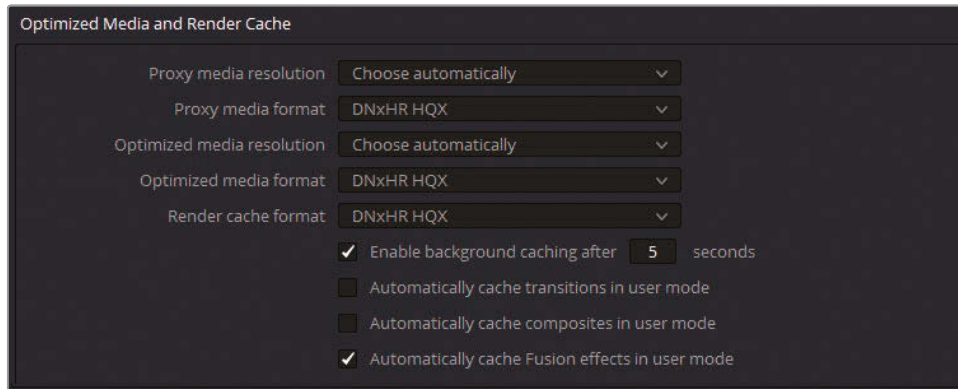 Optimized Media and Render Cache
Proxy media resolution Choose automatically
Proxy media format DNxHR HQX
Optimized media resolution Choose automatically
Optimized media format DNxHR HQX
Render cache format DNxHR HQX
Enable background caching after 5 seconds
Automatically cache transitions in user mode
Automatically cache composites in user mode
Automatically cache Fusion effects in user mode